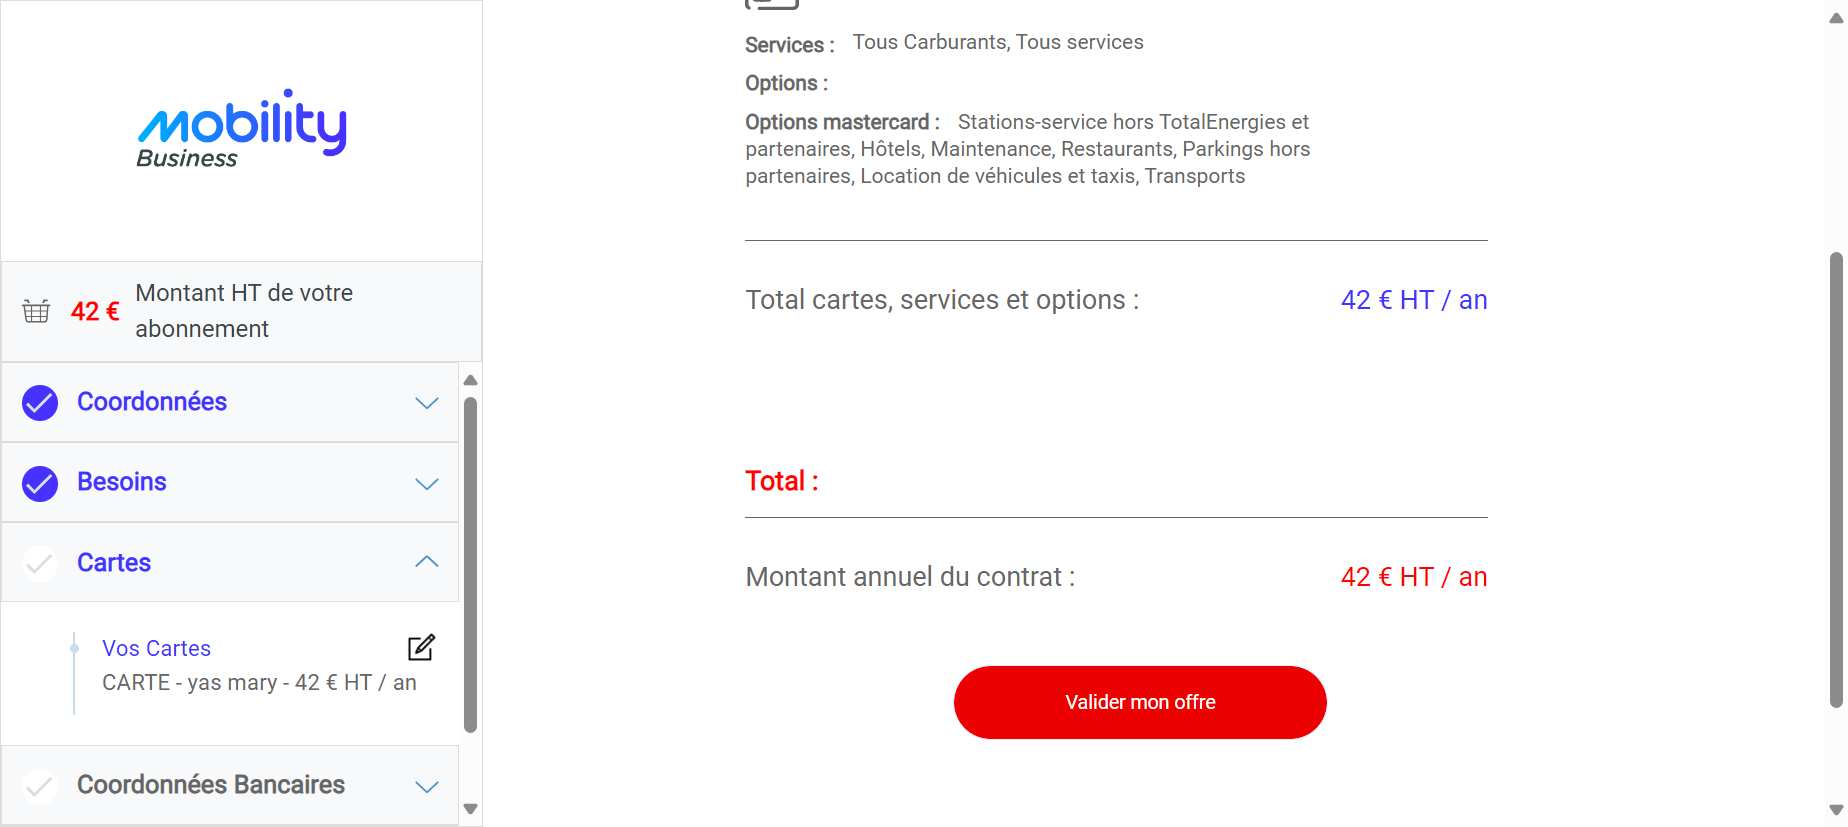 mobility
Business
42 €
Montant HT de votre
abonnement
Coordonnées
Besoins
Cartes
Vos Cartes
CARTE - yas mary - 42 € HT / an
Coordonnées Bancaires
Services : Tous Carburants, Tous services
Options :
Options mastercard : Stations-service hors TotalEnergies et
partenaires, Hôtels, Maintenance, Restaurants, Parkings hors
partenaires, Location de véhicules et taxis, Transports
Total cartes, services et options : 42 € HT / an
Total :
Montant annuel du contrat : 42 € HT / an
Valider mon offre